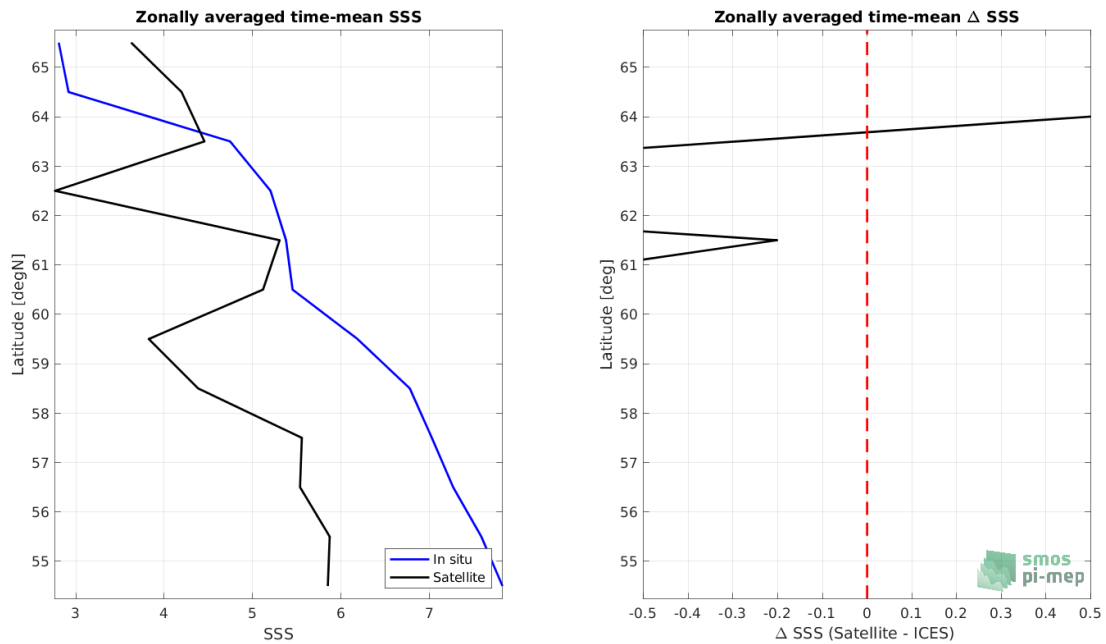 Zonally averaged time-mean SSS
65
64
63
62
61
60
59
58
57
56
55
Latitude [degN]
3 4 5 6 7
SSS
In situ
Satellite
Zonally averaged time-mean Δ SSS
65
64
63
62
61
60
59
58
57
56
55
Latitude [deg]
-0.5 -0.4 -0.3 -0.2 -0.1 0 0.1 0.2 0.3 0.4 0.5
Δ SSS (Satellite - ICES)
smos
pi-mep